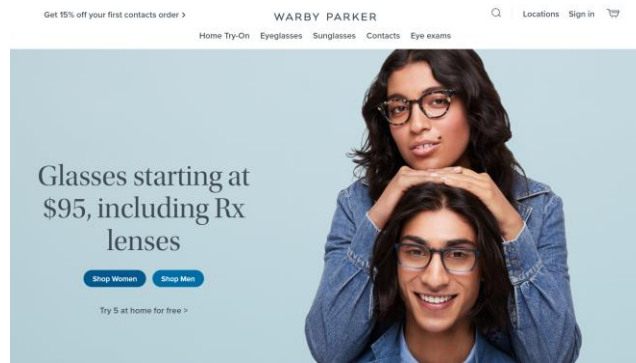 Get 15% off your first contacts order >
WARBY PARKER
Locations Sign in
Home Try-On Eyeglasses Sunglasses Contacts Eye exams
Glasses starting at
$95, including Rx
lenses
Shop Women Shop Men
Try 5 at home for free >